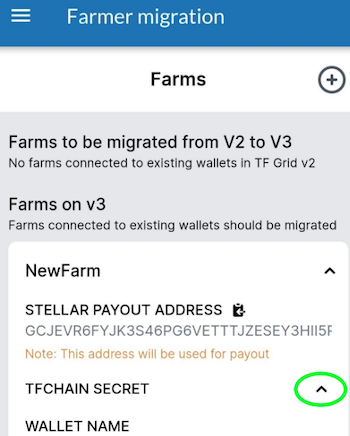 Farmer migration
Farms
Farms to be migrated from V2 to V3
No farms connected to existing wallets in TF Grid v2
Farms on v3
Farms connected to existing wallets should be migrated
NewFarm
STELLAR PAYOUT ADDRESS
GCJEVR6FYJK3S46PG6VETTTJZESEY3HII5F
Note: This address will be used for payout
TFCHAIN SECRET
WALLET NAME